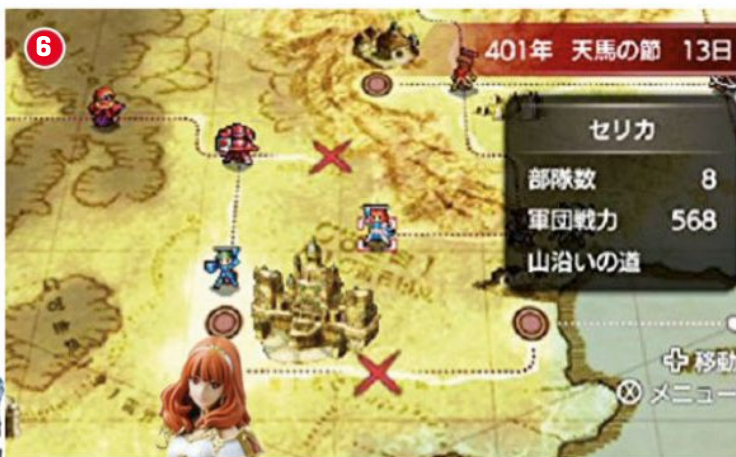 6
401年 天馬の節 13日
セリカ
部隊数 8
軍団戦力 568
山沿いの道
移動
Ⓧ メニュー